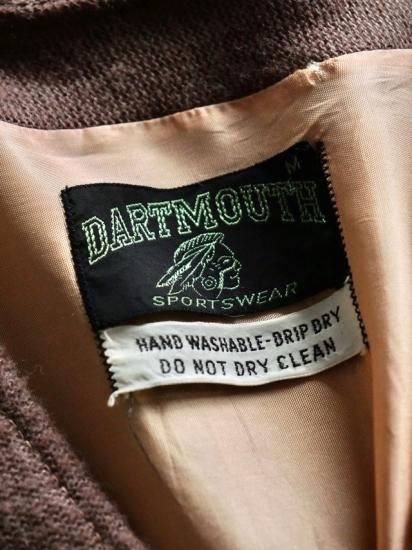 M
DARTMOUTH
SPORTSWEAR
HAND WASHABLE-DRIP DRY
DO NOT DRY CLEAN